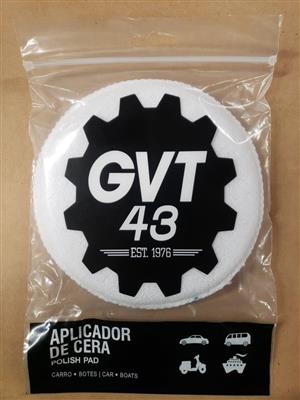 GVT
43
EST. 1976
APLICADOR
DE CERA
POLISH PAD
CARRO • BOTES | CAR • BOATS